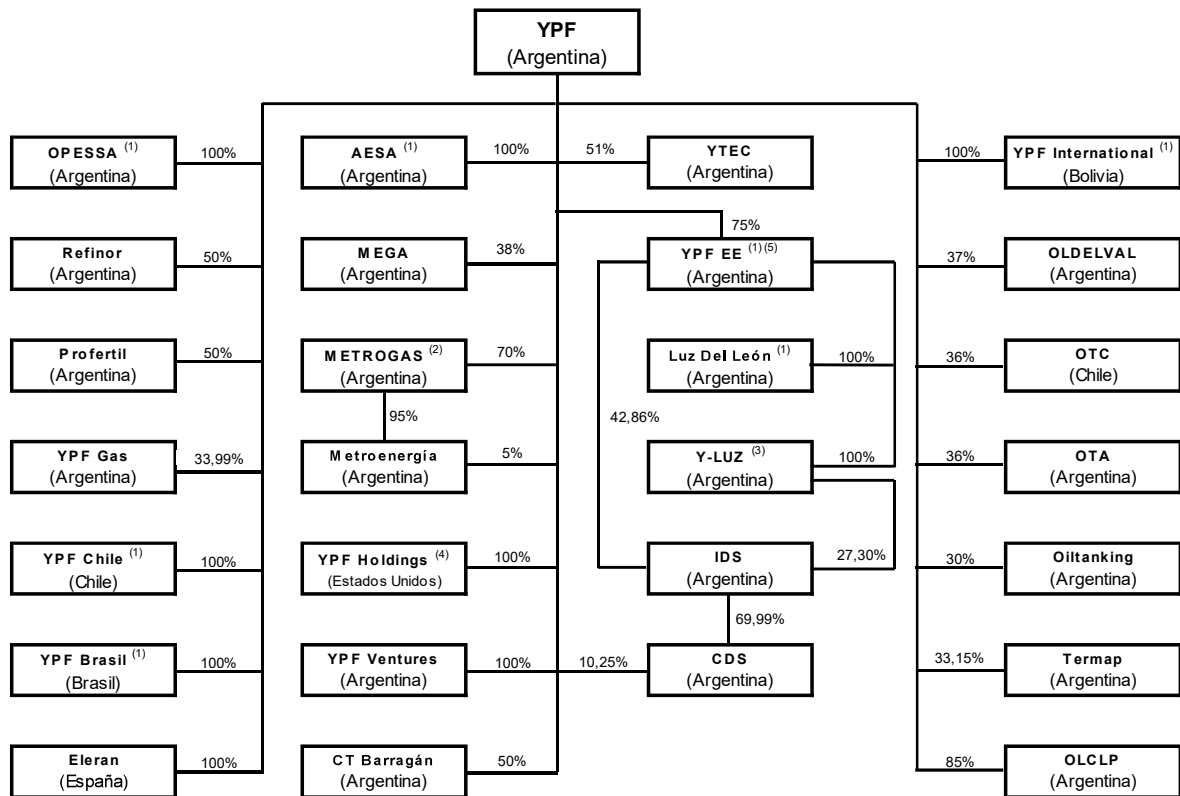 YPF
(Argentina)
OPESSA (1)
(Argentina)
100%
AESA (1)
(Argentina)
100%
51%
YTEC
(Argentina)
100%
YPF International (1)
(Bolivia)
Refinor
(Argentina)
50%
MEGA
(Argentina)
38%
75%
YPF EE (1) (5)
(Argentina)
37%
OLDELVAL
(Argentina)
Profertil
(Argentina)
50%
METROGAS (2)
(Argentina)
70%
Luz Del León (1)
(Argentina)
100%
36%
OTC
(Chile)
95%
42,86%
YPF Gas
(Argentina)
33,99%
Metroenergía
(Argentina)
5%
Y-LUZ (3)
(Argentina)
100%
36%
OTA
(Argentina)
YPF Chile (1)
(Chile)
100%
YPF Holdings (4)
(Estados Unidos)
100%
IDS
(Argentina)
27,30%
30%
Oiltanking
(Argentina)
69,99%
YPF Brasil (1)
(Brasil)
100%
YPF Ventures
(Argentina)
100%
10,25%
CDS
(Argentina)
33,15%
Termap
(Argentina)
Eleran
(España)
100%
CT Barragán
(Argentina)
50%
85%
OLCLP
(Argentina)